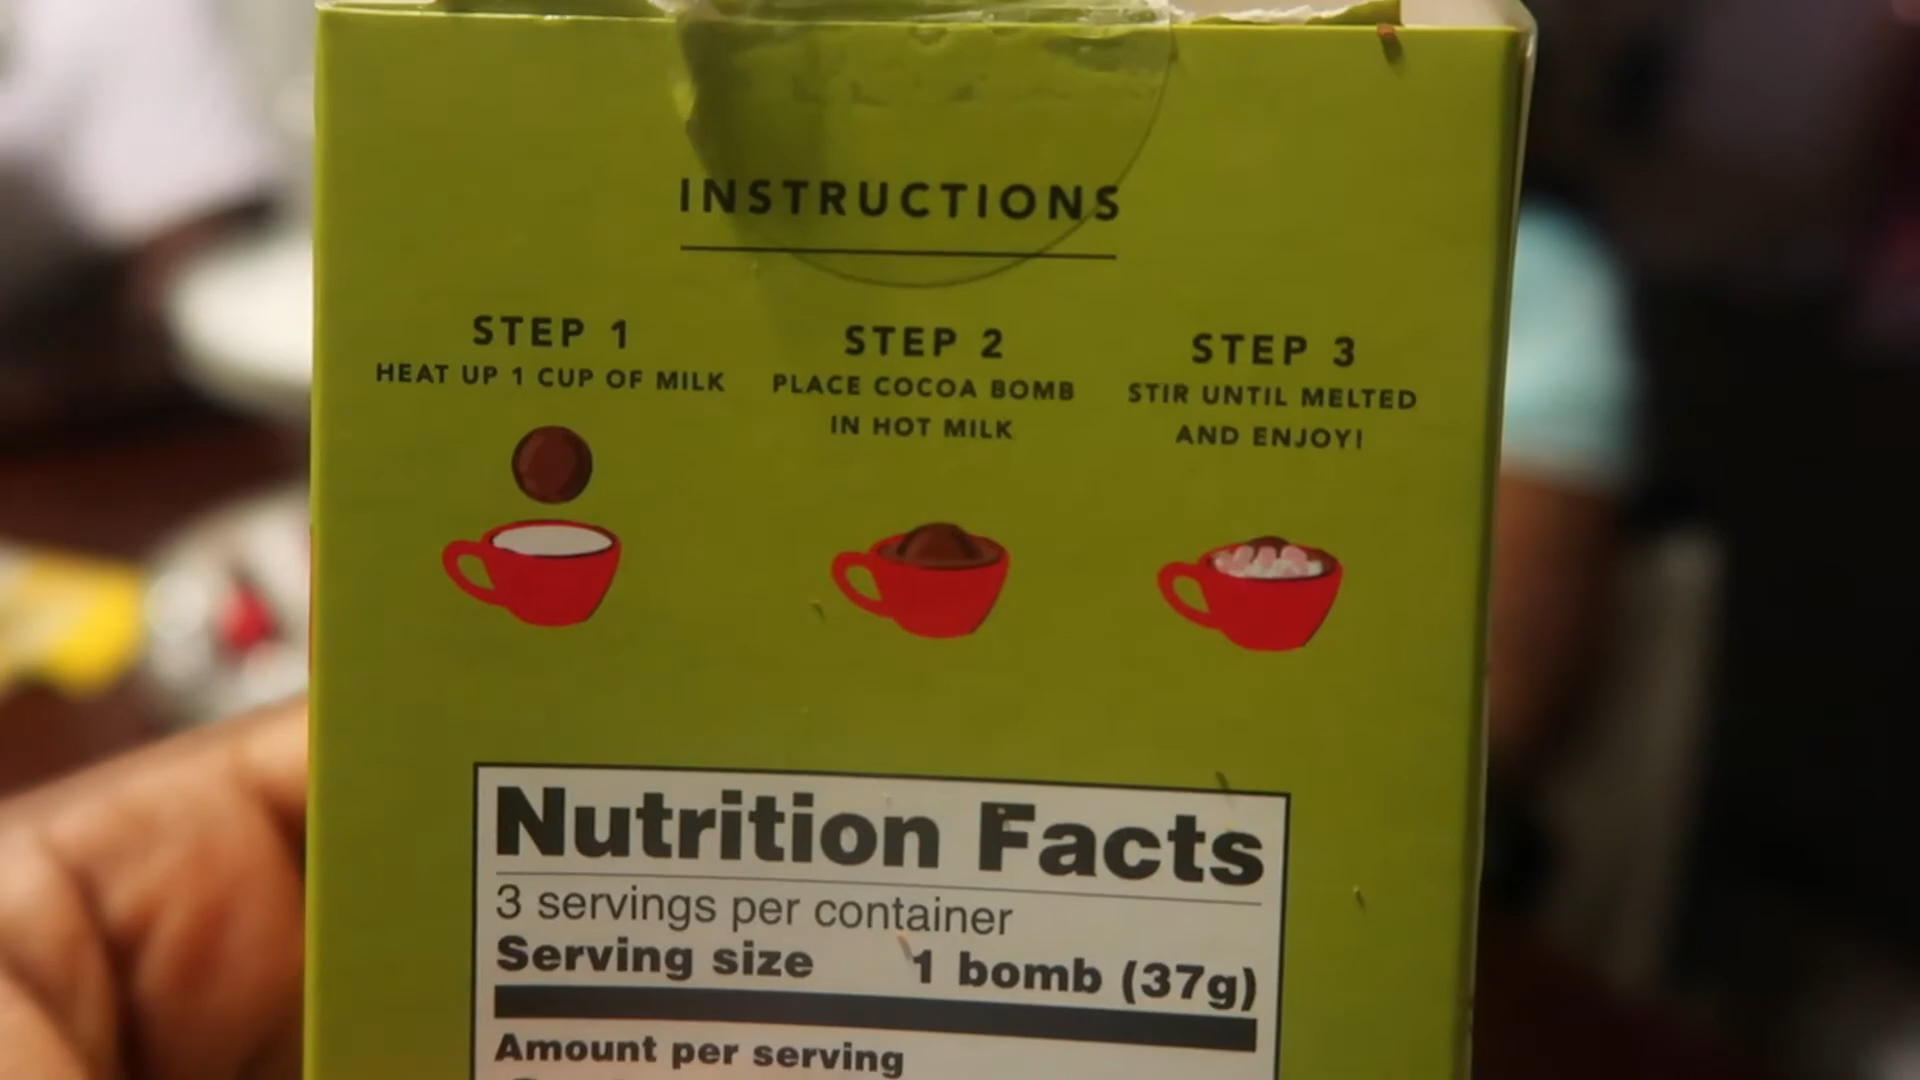 INSTRUCTIONS
STEP 1
HEAT UP 1 CUP OF MILK
STEP 2
PLACE COCOA BOMB
IN HOT MILK
STEP 3
STIR UNTIL MELTED
AND ENJOY!
Nutrition Facts
3 servings per container
Serving size 1 bomb (37g)
Amount per serving